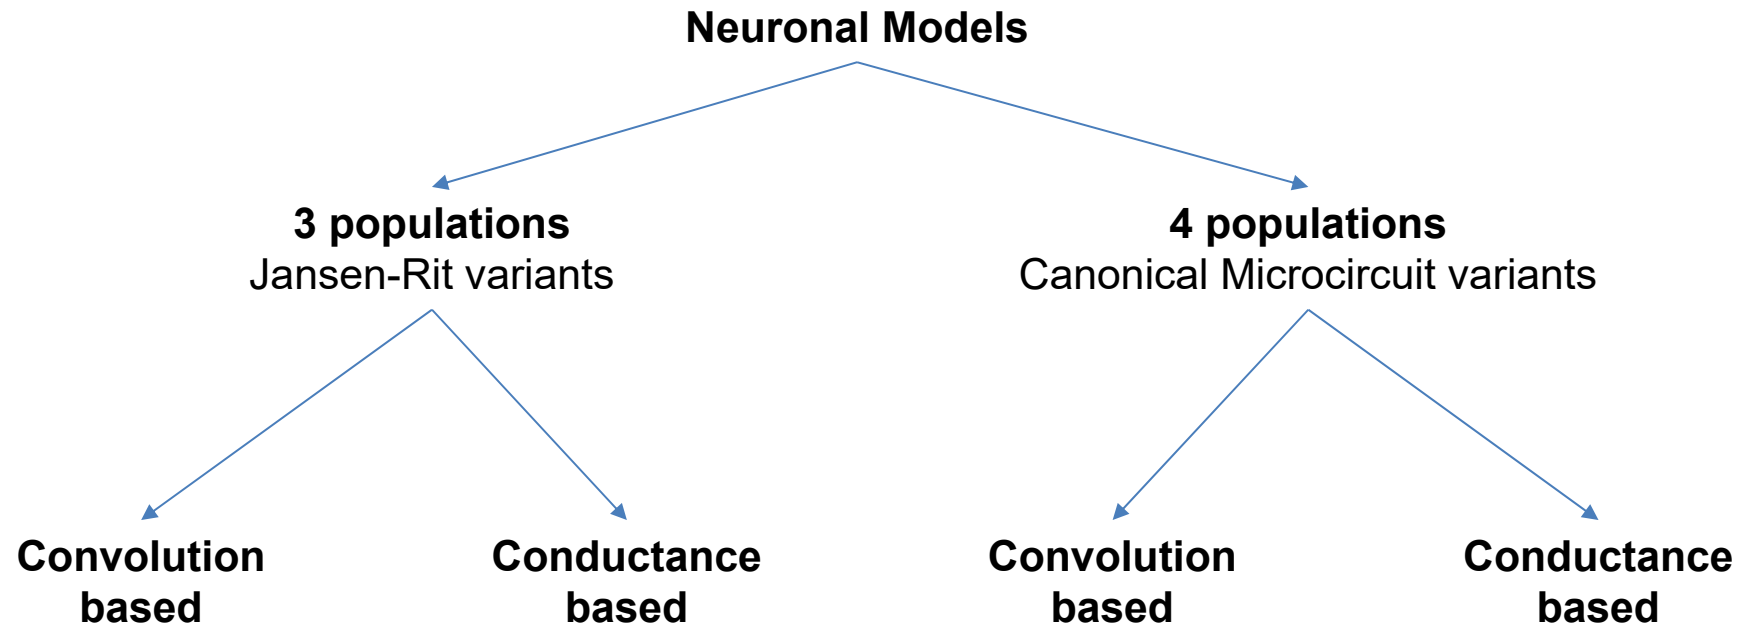 Neuronal Models
3 populations
Jansen-Rit variants
4 populations
Canonical Microcircuit variants
Convolution
based
Conductance
based
Convolution
based
Conductance
based